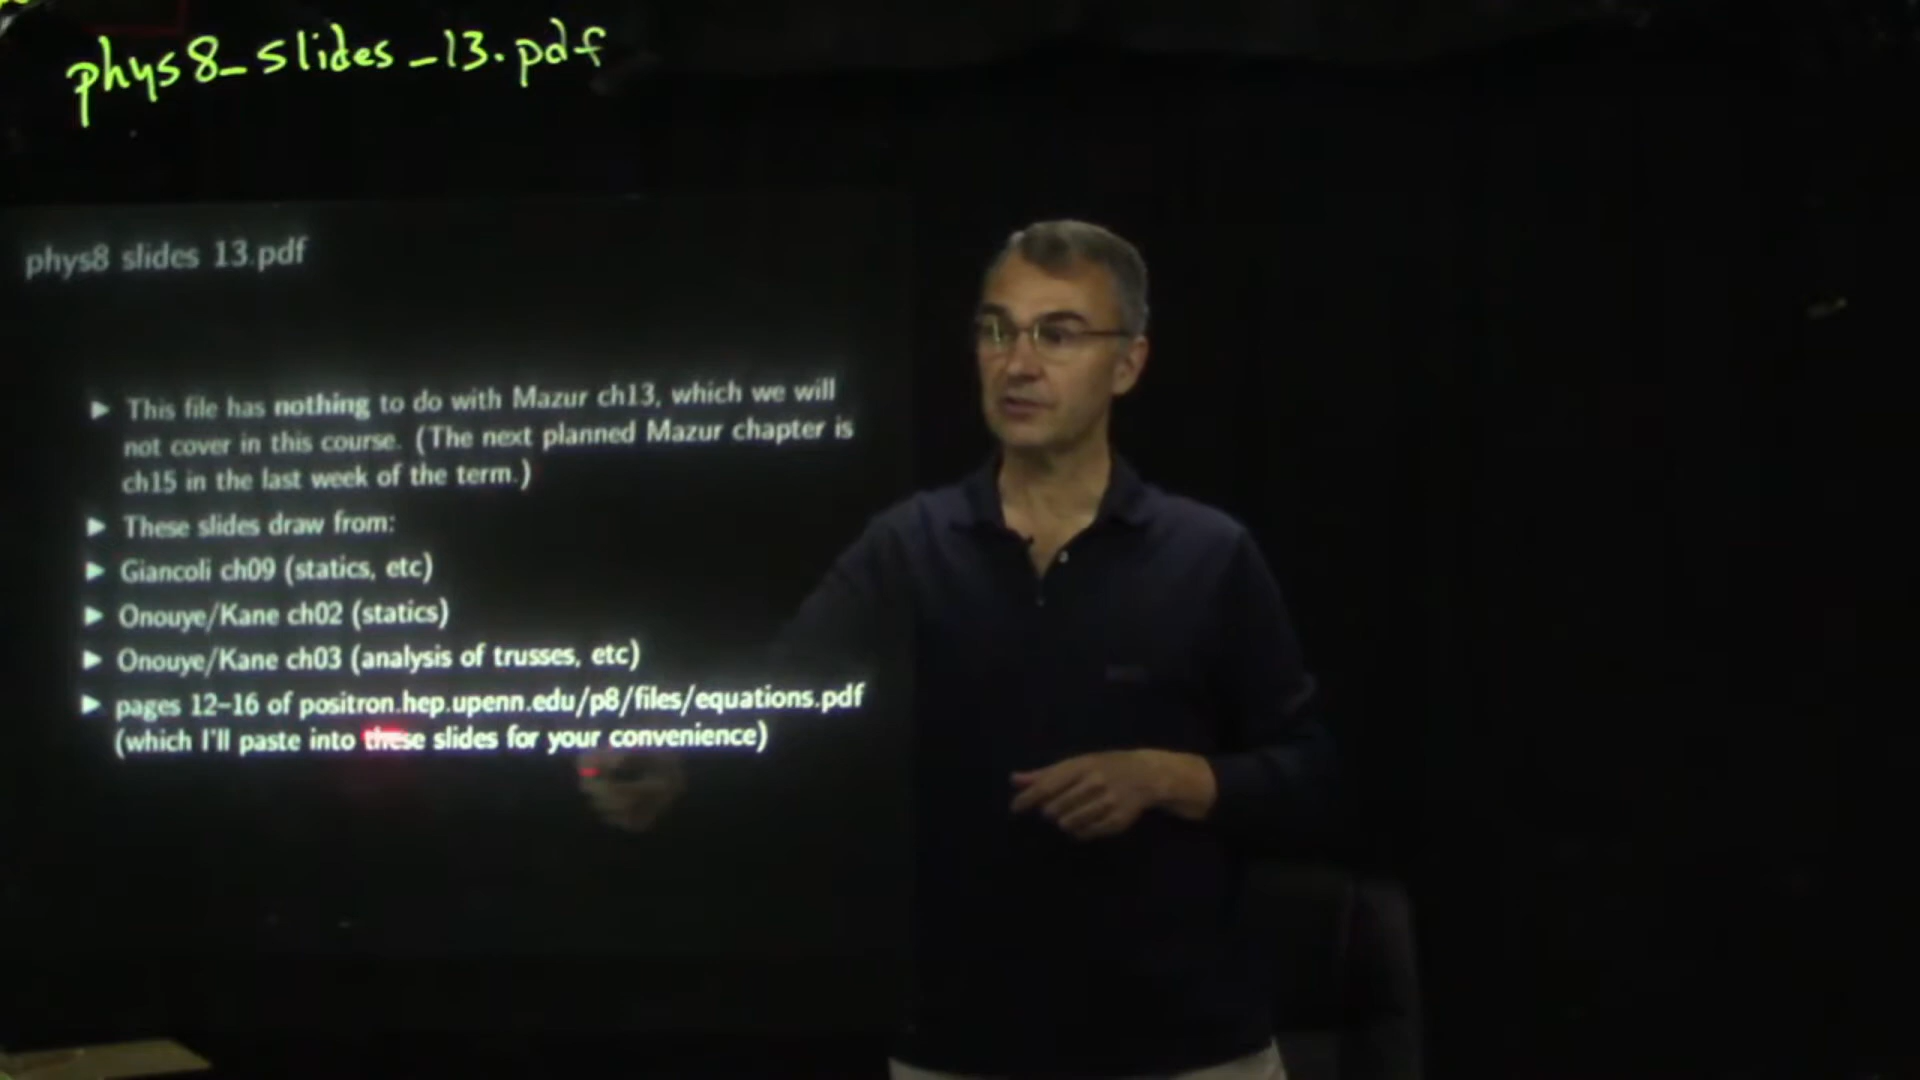 phys8_slides_13.pdf
phys8 slides 13.pdf
▶ This file has nothing to do with Mazur ch13, which we will
not cover in this course. (The next planned Mazur chapter is
ch15 in the last week of the term.)
▶ These slides draw from:
▶ Giancoli ch09 (statics, etc)
▶ Onouye/Kane ch02 (statics)
▶ Onouye/Kane ch03 (analysis of trusses, etc)
▶ pages 12–16 of positron.hep.upenn.edu/p8/files/equations.pdf
(which I'll paste into these slides for your convenience)